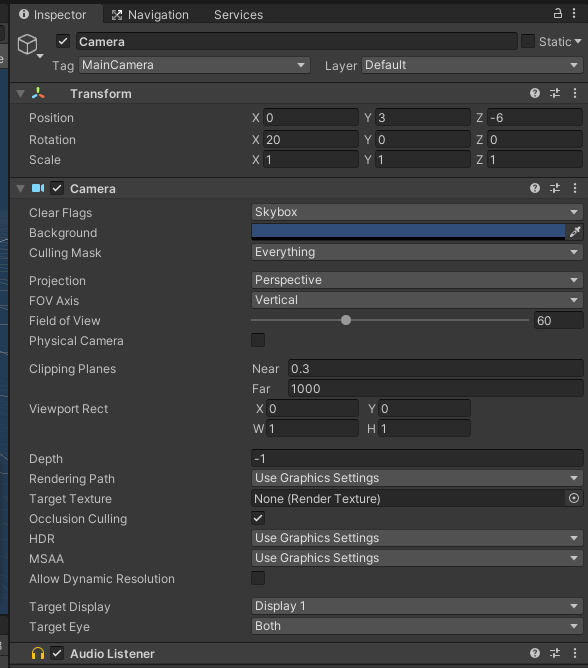 Inspector Navigation Services
Camera Static
Tag MainCamera Layer Default
Transform
Position X 0 Y 3 Z -6
Rotation X 20 Y 0 Z 0
Scale X 1 Y 1 Z 1
Camera
Clear Flags Skybox
Background
Culling Mask Everything
Projection Perspective
FOV Axis Vertical
Field of View 60
Physical Camera
Clipping Planes Near 0.3
Far 1000
Viewport Rect X 0 Y 0
W 1 H 1
Depth -1
Rendering Path Use Graphics Settings
Target Texture None (Render Texture)
Occlusion Culling
HDR Use Graphics Settings
MSAA Use Graphics Settings
Allow Dynamic Resolution
Target Display Display 1
Target Eye Both
Audio Listener